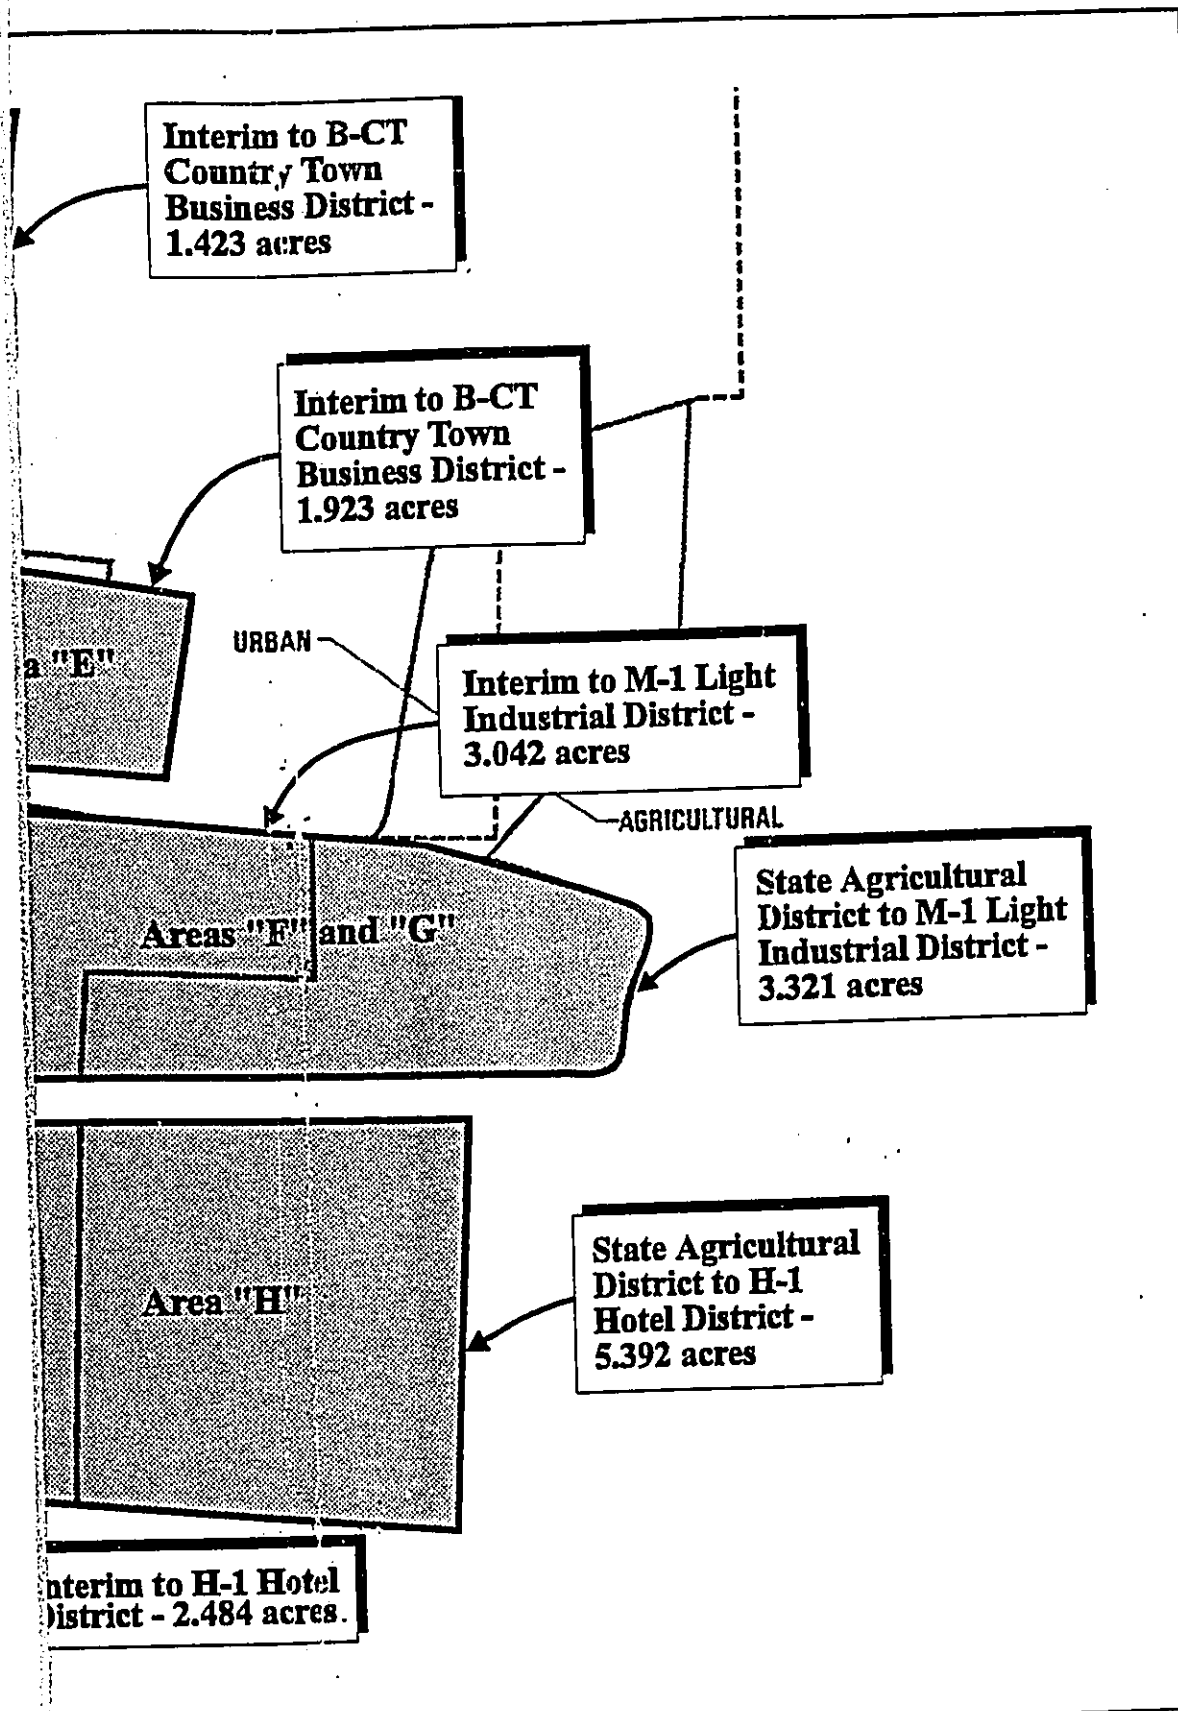 Interim to B-CT
Country Town
Business District -
1.423 acres
Interim to B-CT
Country Town
Business District -
1.923 acres
a "E"
URBAN
Interim to M-1 Light
Industrial District -
3.042 acres
AGRICULTURAL
State Agricultural
District to M-1 Light
Industrial District -
3.321 acres
Areas "F" and "G"
State Agricultural
District to H-1
Hotel District -
5.392 acres
Area "H"
nterim to H-1 Hotel
istrict - 2.484 acres.